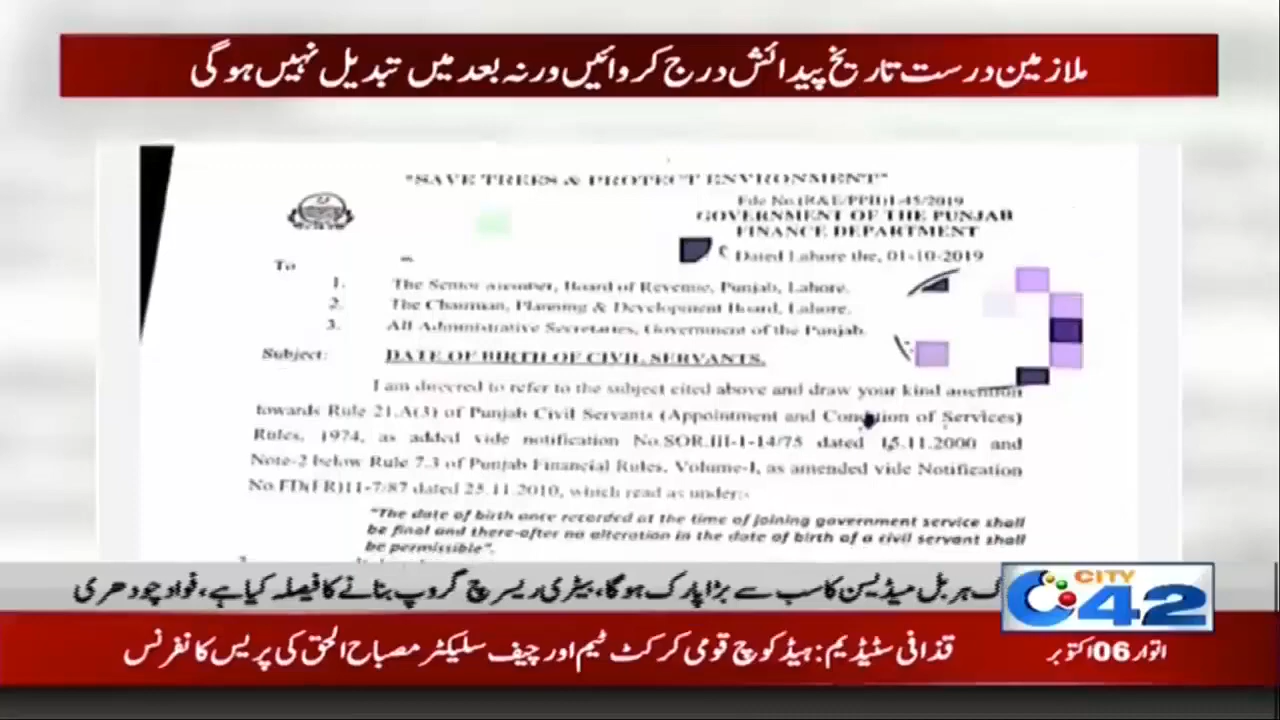 ملازمین درست تاریخ پیدائش درج کروائیں ورنہ بعد میں تبدیل نہیں ہوگی
"SAVE TREES & PROTECT ENVIRONMENT"
File No.(R&E/PPH)1-45/2019
GOVERNMENT OF THE PUNJAB
FINANCE DEPARTMENT
Dated Lahore the, 01-10-2019
To
1. The Senior Member, Board of Revenue, Punjab, Lahore.
2. The Chairman, Planning & Development Board, Lahore.
3. All Administrative Secretaries, Government of the Punjab.
Subject: DATE OF BIRTH OF CIVIL SERVANTS.
I am directed to refer to the subject cited above and draw your kind attention
towards Rule 21.A(3) of Punjab Civil Servants (Appointment and Condition of Services)
Rules, 1974, as added vide notification No.SOR.III-1-14/75 dated 15.11.2000 and
Note-2 below Rule 7.3 of Punjab Financial Rules, Volume-I, as amended vide Notification
No.FD(FR)11-7/87 dated 25.11.2010, which read as under:-
"The date of birth once recorded at the time of joining government service shall
be final and there-after no alteration in the date of birth of a civil servant shall
be permissible".
ہربل میڈیسن کا سب سے بڑا پارک ہوگا، بیٹری ریسرچ گروپ بنانے کا فیصلہ کیا ہے، فواد چودھری
CITY
42
قذافی سٹیڈیم: ہیڈ کوچ قومی کرکٹ ٹیم اور چیف سلیکٹر مصباح الحق کی پریس کانفرنس
اتوار 06 اکتوبر